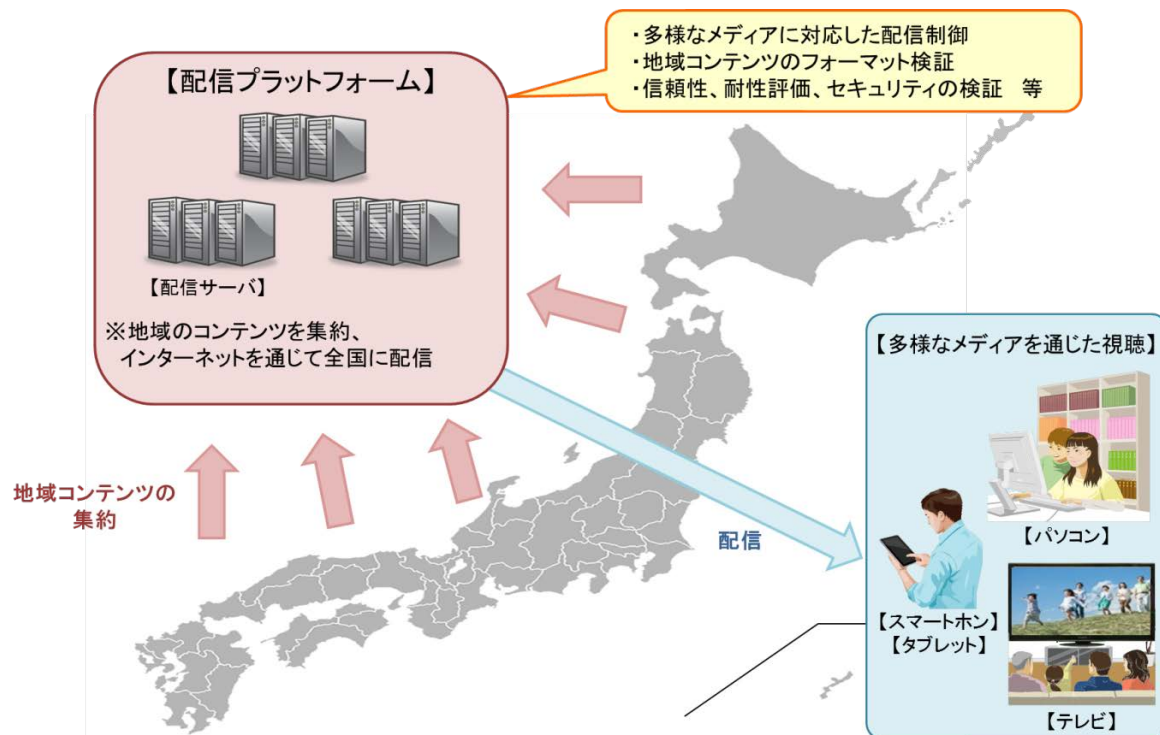 ・多様なメディアに対応した配信制御
・地域コンテンツのフォーマット検証
・信頼性、耐性評価、セキュリティの検証　等
【配信プラットフォーム】
【配信サーバ】
※地域のコンテンツを集約、
インターネットを通じて全国に配信
地域コンテンツの
集約
配信
【多様なメディアを通じた視聴】
【パソコン】
【スマートホン】
【タブレット】
【テレビ】